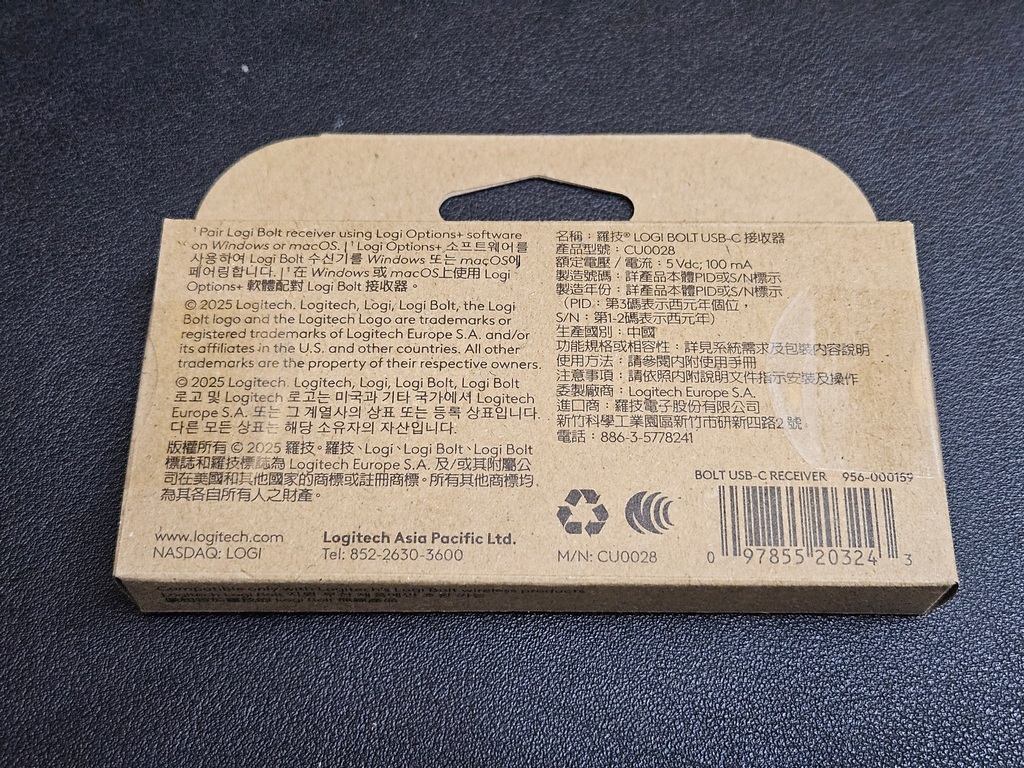 ¹Pair Logi Bolt receiver using Logi Options+ software
on Windows or macOS. | ¹Logi Options+ 소프트웨어를
사용하여 Logi Bolt 수신기를 Windows 또는 macOS에
페어링합니다. | ¹在 Windows 或 macOS上使用 Logi
Options+ 軟體配對 Logi Bolt 接收器。
© 2025 Logitech. Logitech, Logi, Logi Bolt, the Logi
Bolt logo and the Logitech Logo are trademarks or
registered trademarks of Logitech Europe S.A. and/or
its affiliates in the U.S. and other countries. All other
trademarks are the property of their respective owners.
© 2025 Logitech. Logitech, Logi, Logi Bolt, Logi Bolt
로고 및 Logitech 로고는 미국과 기타 국가에서 Logitech
Europe S.A. 또는 그 계열사의 상표 또는 등록 상표입니다.
다른 모든 상표는 해당 소유자의 자산입니다.
版權所有 © 2025 羅技。羅技、Logi、Logi Bolt、Logi Bolt
標誌和羅技標誌為 Logitech Europe S.A. 及/或其附屬公
司在美國和其他國家的商標或註冊商標。所有其他商標均
為其各自所有人之財產。
www.logitech.com
NASDAQ: LOGI
Logitech Asia Pacific Ltd.
Tel: 852-2630-3600
名稱：羅技® LOGI BOLT USB-C 接收器
產品型號：CU0028
額定電壓 / 電流：5 Vdc; 100 mA
製造號碼：詳產品本體PID或S/N標示
製造年份：詳產品本體PID或S/N標示
（PID：第3碼表示西元年個位，
S/N：第1-2碼表示西元年）
生產國別：中國
功能規格或相容性：詳見系統需求及包裝內容說明
使用方法：請參閱內附使用手冊
注意事項：請依照內附說明文件指示安裝及操作
委製廠商：Logitech Europe S.A.
進口商：羅技電子股份有限公司
新竹科學工業園區新竹市研新四路2 號
電話：886-3-5778241
BOLT USB-C RECEIVER 956-000159
M/N: CU0028
0 97855 20324 3
Compatible only with Logitech's Logi Bolt wireless products